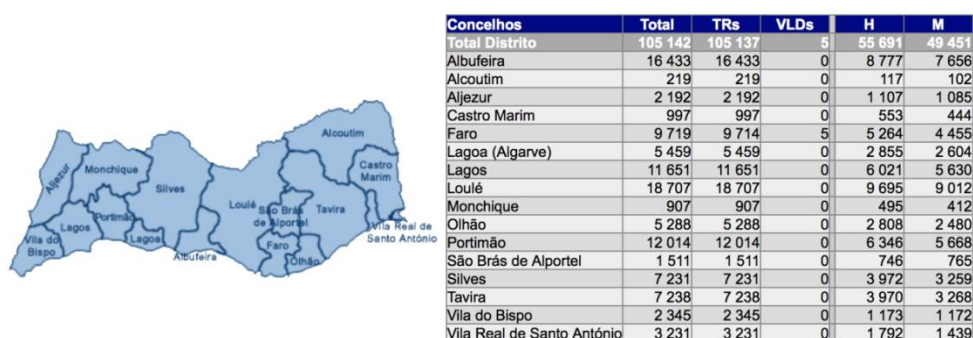 Alcoutim
Castro
Marim
Aljezur
Monchique
Silves
Loulé
São Brás
de Alportel
Tavira
Portimão
Lagos
Lagoa
Vila do
Bispo
Albufeira
Faro
Olhão
Vila Real de
Santo António
Concelhos Total TRs VLDs H M
Total Distrito 105 142 105 137 5 55 691 49 451
Albufeira 16 433 16 433 0 8 777 7 656
Alcoutim 219 219 0 117 102
Aljezur 2 192 2 192 0 1 107 1 085
Castro Marim 997 997 0 553 444
Faro 9 719 9 714 5 5 264 4 455
Lagoa (Algarve) 5 459 5 459 0 2 855 2 604
Lagos 11 651 11 651 0 6 021 5 630
Loulé 18 707 18 707 0 9 695 9 012
Monchique 907 907 0 495 412
Olhão 5 288 5 288 0 2 808 2 480
Portimão 12 014 12 014 0 6 346 5 668
São Brás de Alportel 1 511 1 511 0 746 765
Silves 7 231 7 231 0 3 972 3 259
Tavira 7 238 7 238 0 3 970 3 268
Vila do Bispo 2 345 2 345 0 1 173 1 172
Vila Real de Santo António 3 231 3 231 0 1 792 1 439